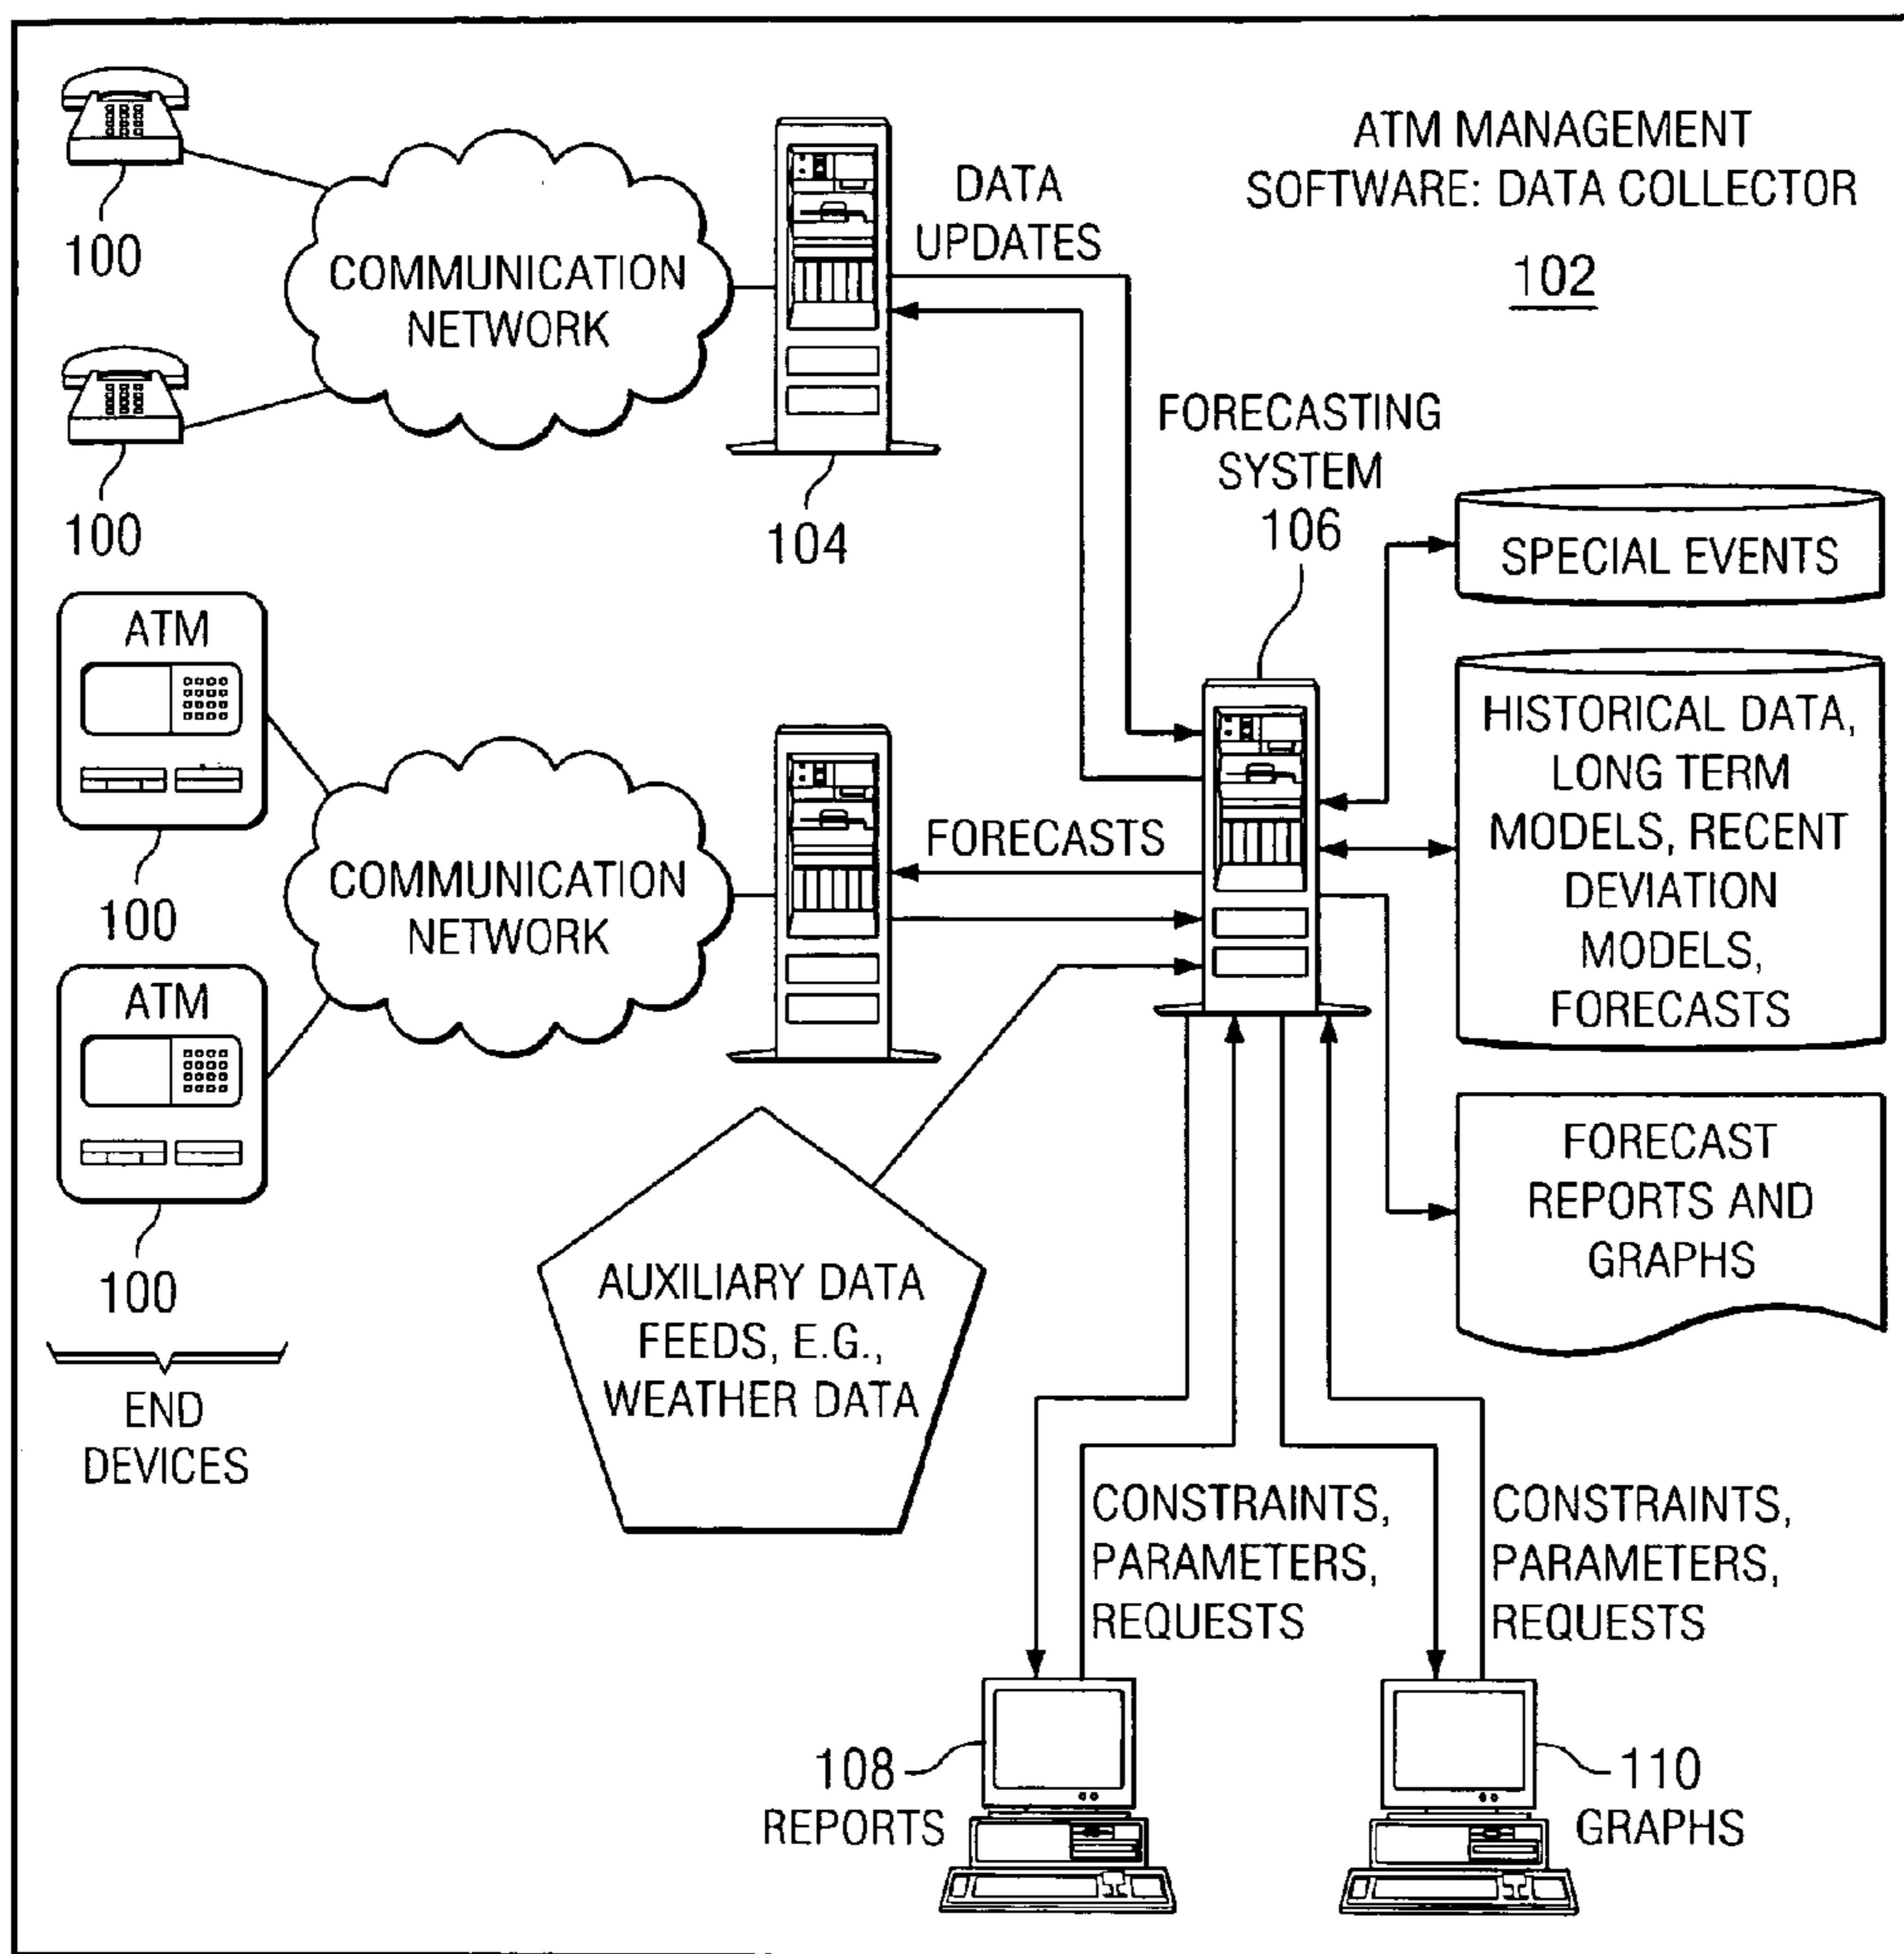 100
100
COMMUNICATION
NETWORK
DATA
UPDATES
104
ATM MANAGEMENT
SOFTWARE: DATA COLLECTOR
102
FORECASTING
SYSTEM
106
SPECIAL EVENTS
HISTORICAL DATA,
LONG TERM
MODELS, RECENT
DEVIATION
MODELS,
FORECASTS
FORECAST
REPORTS AND
GRAPHS
ATM
100
ATM
100
END
DEVICES
COMMUNICATION
NETWORK
FORECASTS
AUXILIARY DATA
FEEDS, E.G.,
WEATHER DATA
CONSTRAINTS,
PARAMETERS,
REQUESTS
CONSTRAINTS,
PARAMETERS,
REQUESTS
108
REPORTS
110
GRAPHS